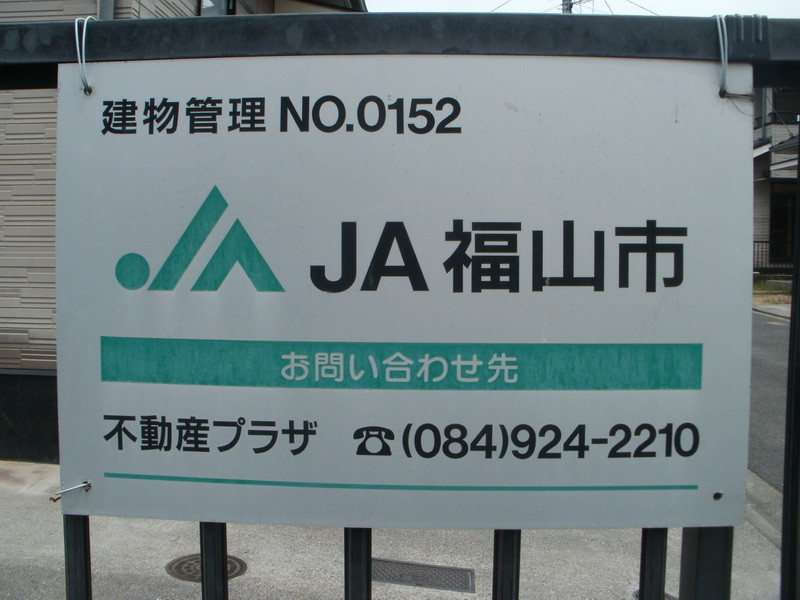 建物管理 NO.0152
JA JA福山市
お問い合わせ先
不動産プラザ ☎(084)924-2210